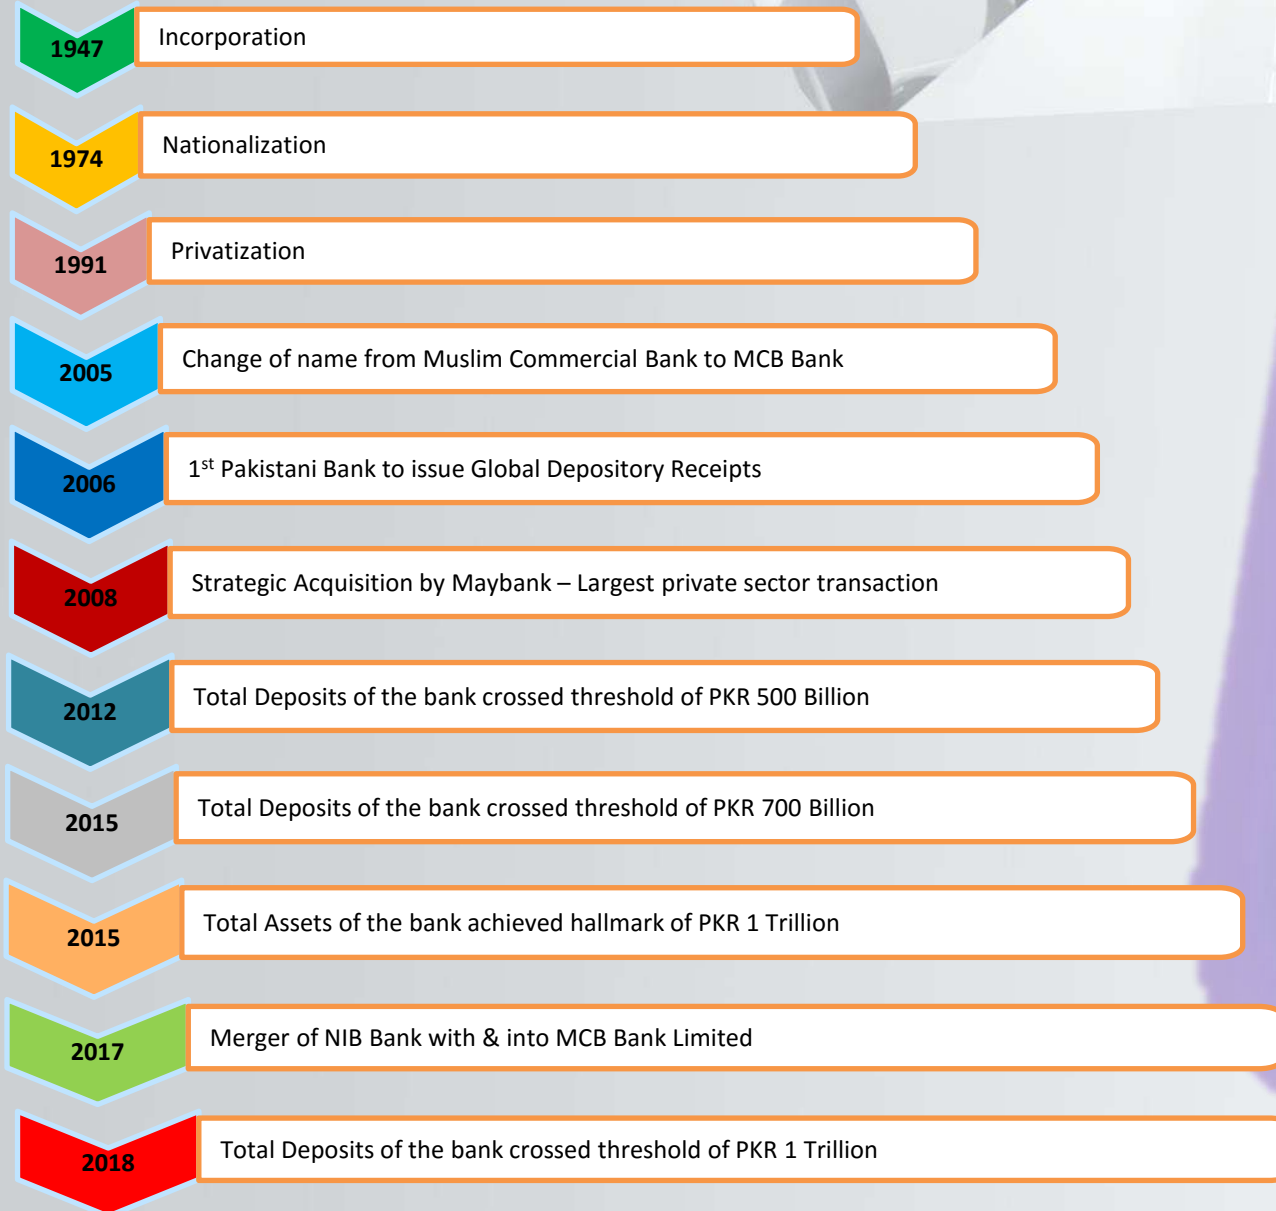 1947
Incorporation
1974
Nationalization
1991
Privatization
2005
Change of name from Muslim Commercial Bank to MCB Bank
2006
1st Pakistani Bank to issue Global Depository Receipts
2008
Strategic Acquisition by Maybank – Largest private sector transaction
2012
Total Deposits of the bank crossed threshold of PKR 500 Billion
2015
Total Deposits of the bank crossed threshold of PKR 700 Billion
2015
Total Assets of the bank achieved hallmark of PKR 1 Trillion
2017
Merger of NIB Bank with & into MCB Bank Limited
2018
Total Deposits of the bank crossed threshold of PKR 1 Trillion